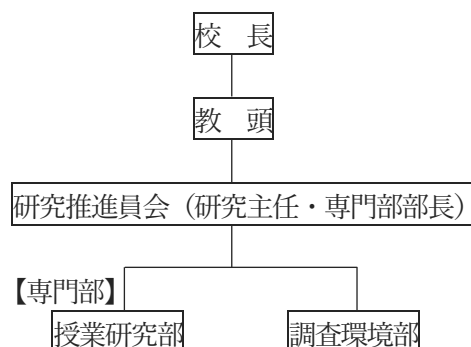 校　長
教　頭
研究推進員会（研究主任・専門部部長）
【専門部】
授業研究部　調査環境部